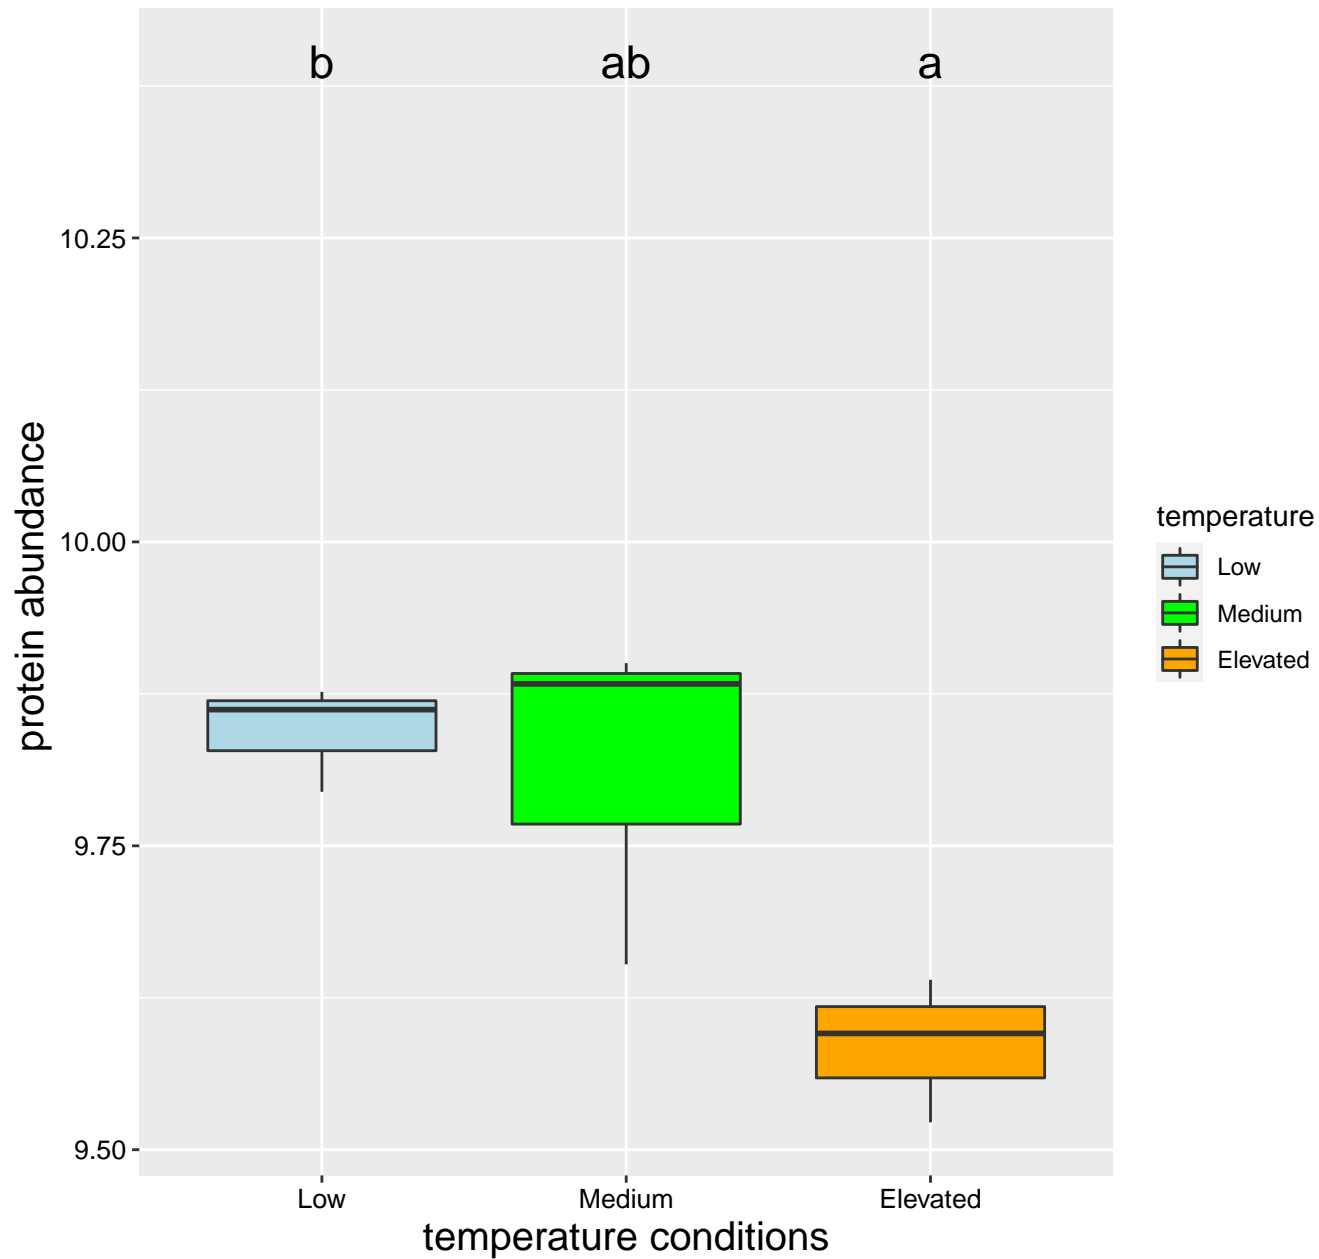 b ab a
10.25
10.00
9.75
9.50
protein abundance
Low Medium Elevated
temperature conditions
temperature
Low
Medium
Elevated